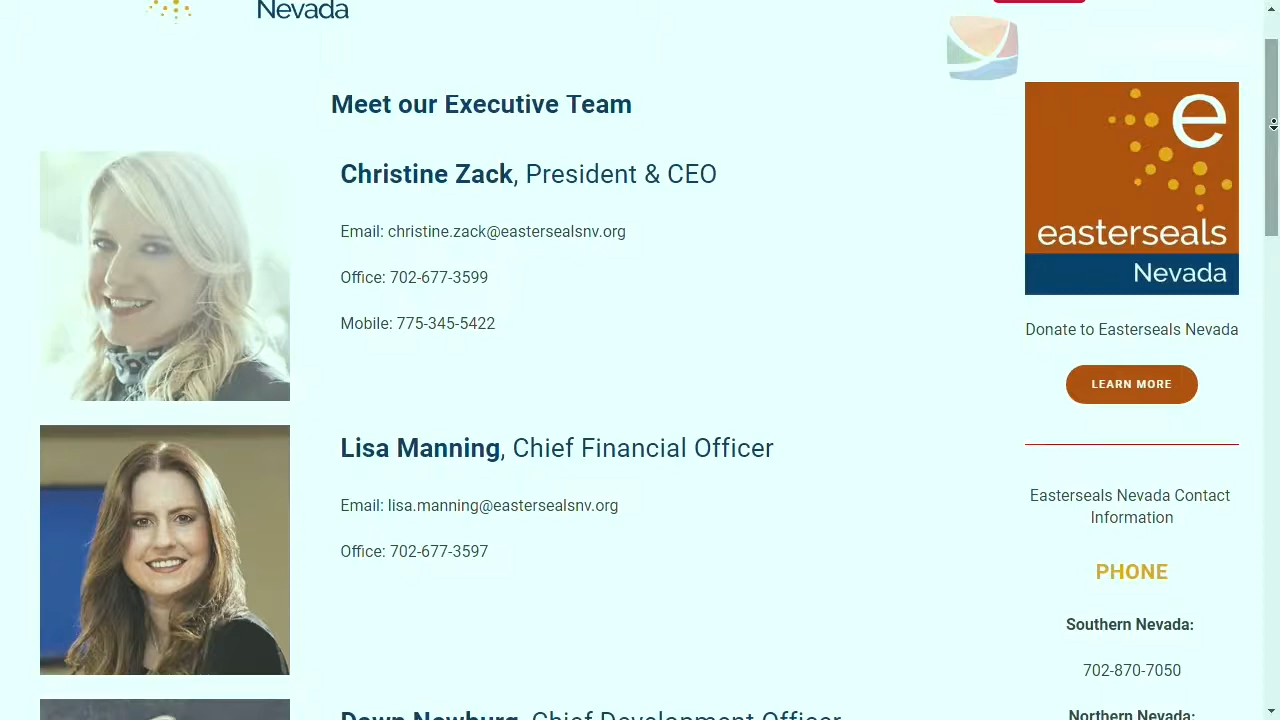 Nevada
Meet our Executive Team
Christine Zack, President & CEO
Email: christine.zack@eastersealsnv.org
Office: 702-677-3599
Mobile: 775-345-5422
Lisa Manning, Chief Financial Officer
Email: lisa.manning@eastersealsnv.org
Office: 702-677-3597
Dawn Newburg, Chief Development Officer
e
easterseals
Nevada
Donate to Easterseals Nevada
LEARN MORE
Easterseals Nevada Contact
Information
PHONE
Southern Nevada:
702-870-7050
Northern Nevada: